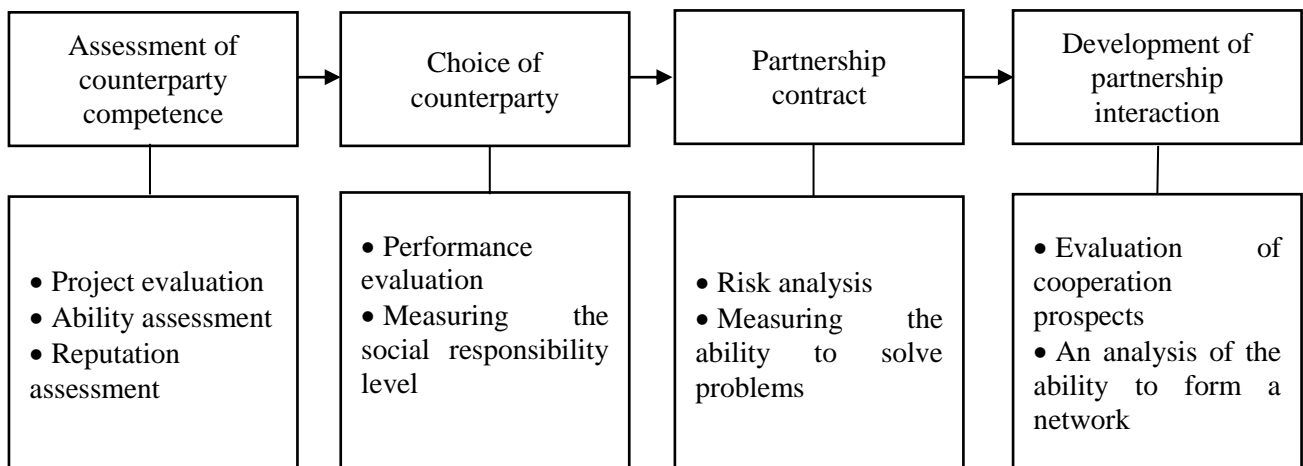 Assessment of
counterparty
competence
Choice of
counterparty
Partnership
contract
Development of
partnership
interaction
• Project evaluation
• Ability assessment
• Reputation
assessment
• Performance
evaluation
• Measuring the
social responsibility
level
• Risk analysis
• Measuring the
ability to solve
problems
• Evaluation of
cooperation
prospects
• An analysis of the
ability to form a
network